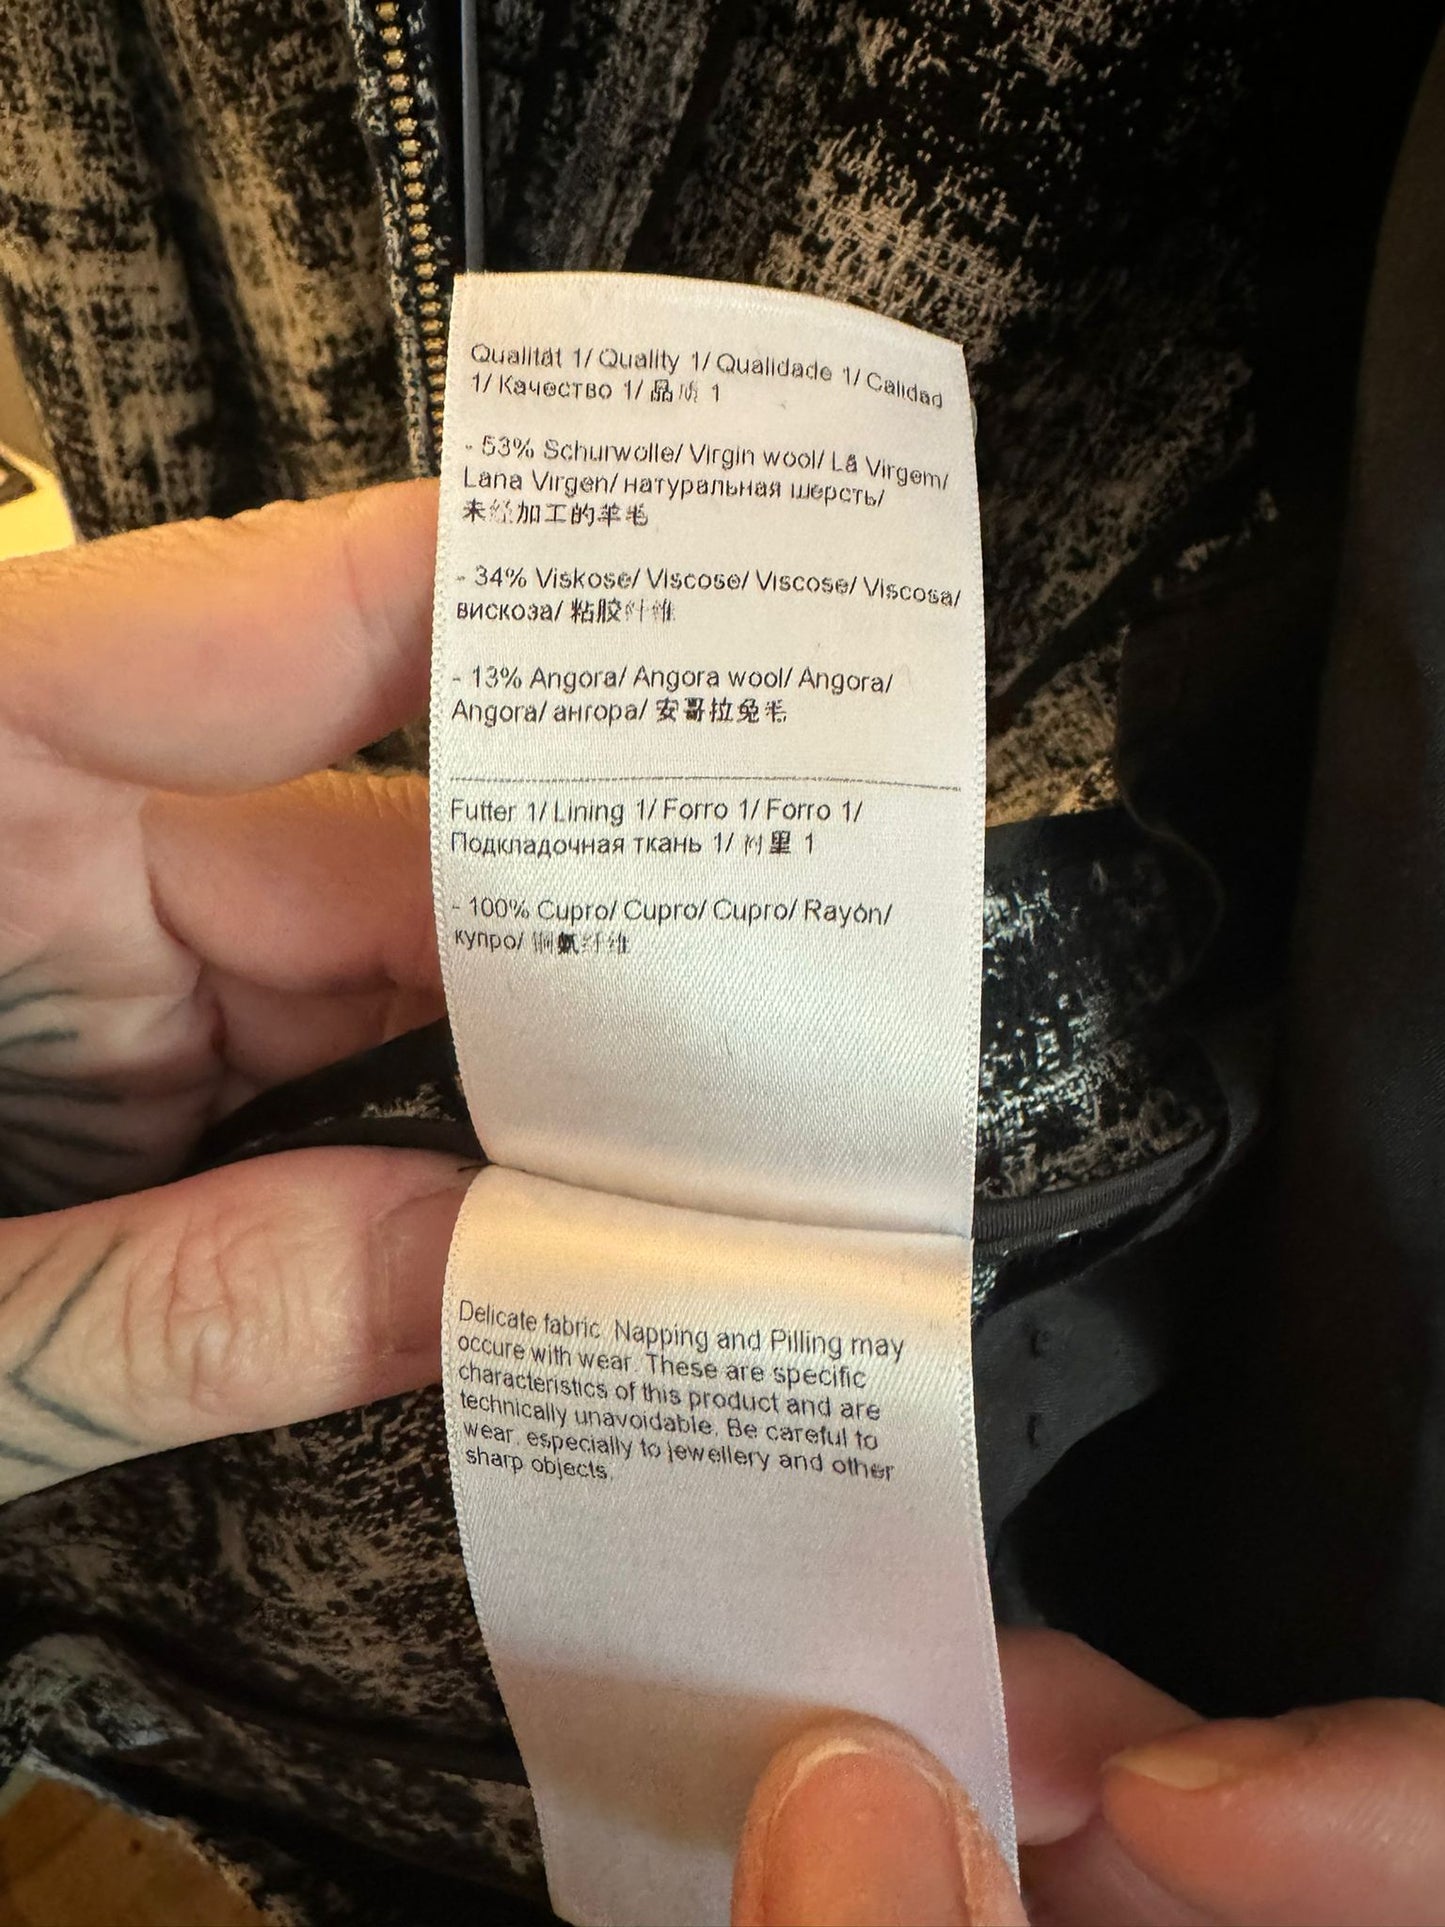 Qualität 1/ Quality 1/ Qualidade 1/ Calidad
1/ Качество 1/ 品质 1
- 53% Schurwolle/ Virgin wool/ Lã Virgem/
Lana Virgen/ натуральная шерсть/
未经加工的羊毛
- 34% Viskose/ Viscose/ Viscose/ Viscosa/
вискоза/ 粘胶纤维
- 13% Angora/ Angora wool/ Angora/
Angora/ ангора/ 安哥拉兔毛
Futter 1/ Lining 1/ Forro 1/ Forro 1/
Подкладочная ткань 1/ 衬里 1
- 100% Cupro/ Cupro/ Cupro/ Rayón/
купро/ 铜氨纤维
Delicate fabric. Napping and Pilling may
occure with wear. These are specific
characteristics of this product and are
technically unavoidable. Be careful to
wear, especially to jewellery and other
sharp objects.